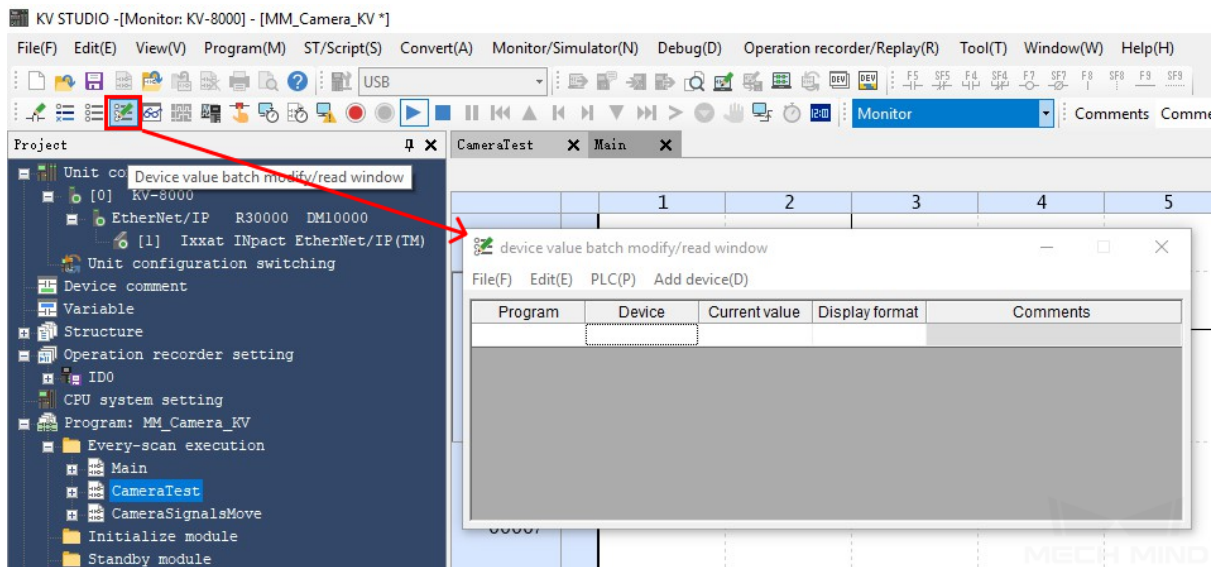 KV STUDIO -[Monitor: KV-8000] - [MM_Camera_KV *]
File(F) Edit(E) View(V) Program(M) ST/Script(S) Convert(A) Monitor/Simulator(N) Debug(D) Operation recorder/Replay(R) Tool(T) Window(W) Help(H)
USB DEV DEV F5 SF5 F4 SF4 F7 SF7 F8 SF8 F9 SF9
Monitor Comments Comme
Project CameraTest Main
Unit co
Device value batch modify/read window
[0] KV-8000
1 2 3 4 5
EtherNet/IP R30000 DM10000
[1] Ixxat INpact EtherNet/IP(TM)
device value batch modify/read window
Unit configuration switching
File(F) Edit(E) PLC(P) Add device(D)
Device comment
Variable
Program Device Current value Display format Comments
Structure
Operation recorder setting
ID0
CPU system setting
Program: MM_Camera_KV
Every-scan execution
Main
CameraTest
CameraSignalsMove
Initialize module
Standby module
MECH MIND